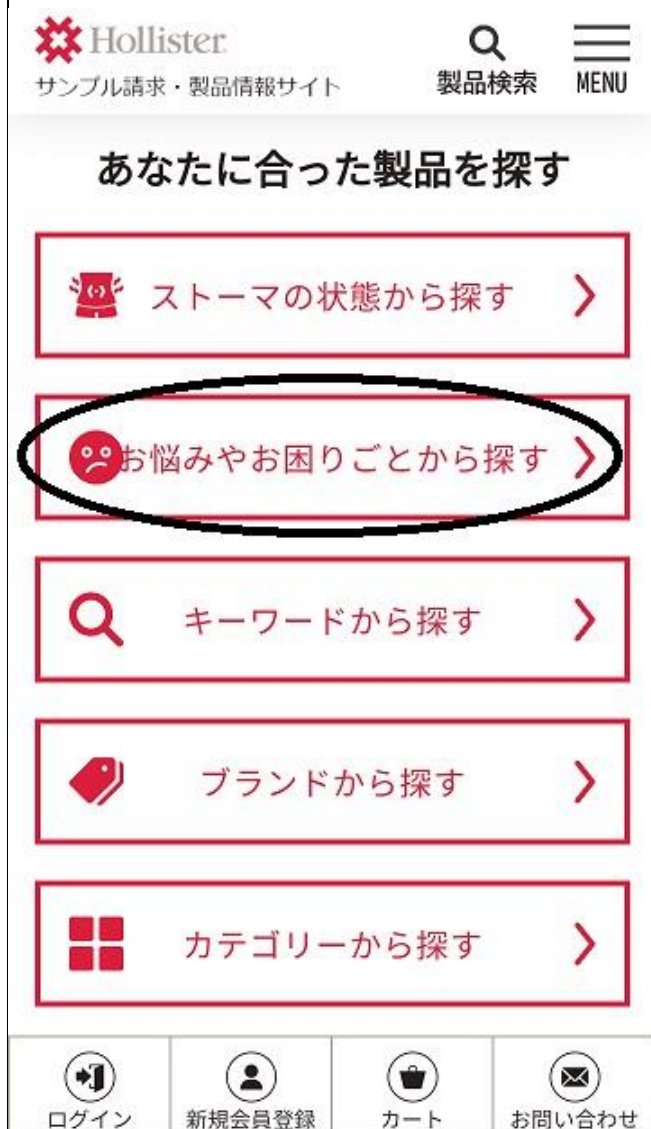 Hollister
サンプル請求・製品情報サイト
製品検索
MENU
あなたに合った製品を探す
ストーマの状態から探す
お悩みやお困りごとから探す
キーワードから探す
ブランドから探す
カテゴリーから探す
ログイン
新規会員登録
カート
お問い合わせ